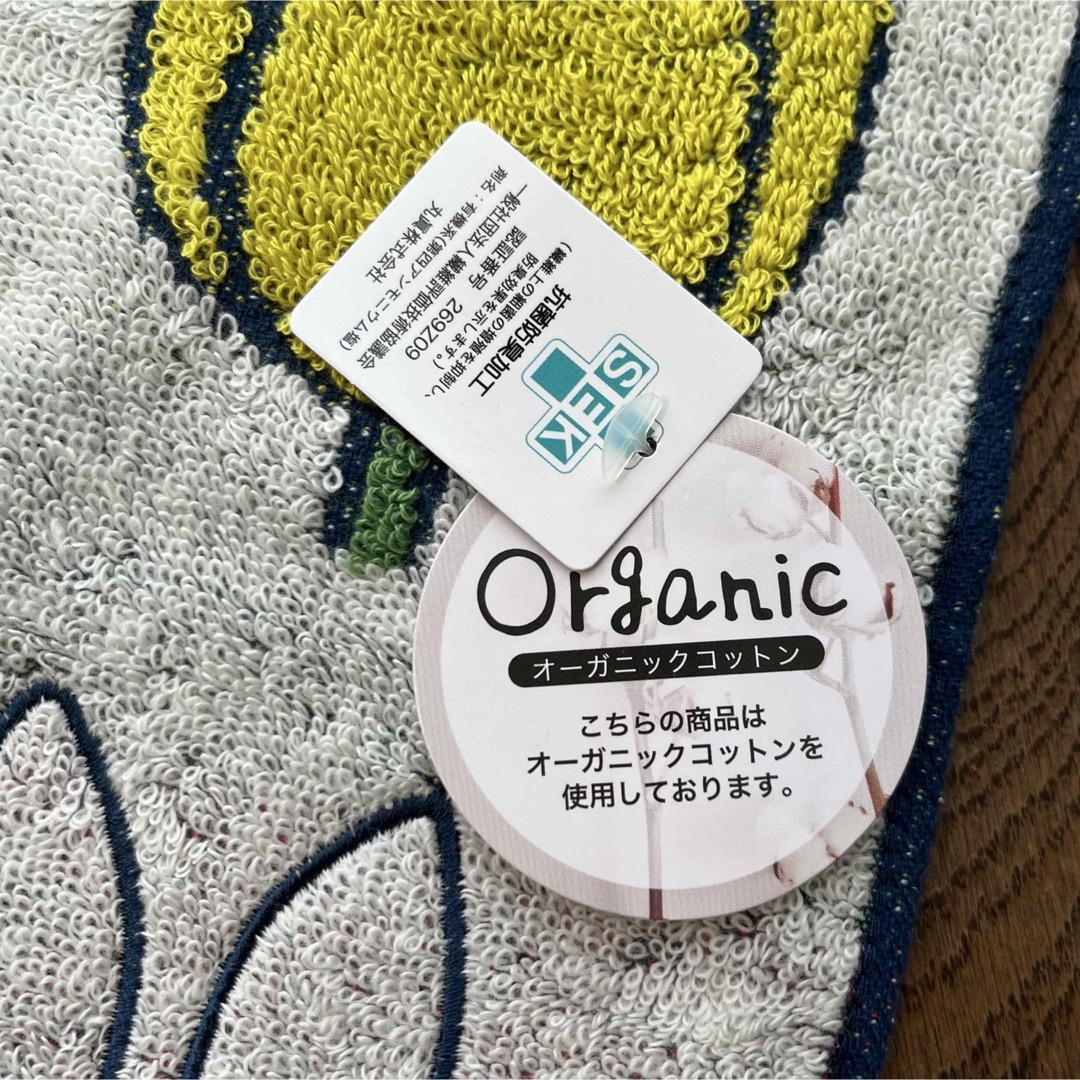 SEK
抗菌防臭加工
(繊維上の細菌の増殖を抑制し、
防臭効果を示します。)
認証番号 269Z09
一般社団法人繊維評価技術協議会
剤名：有機系(第四アンモニウム塩)
丸眞株式会社
Organic
オーガニックコットン
こちらの商品は
オーガニックコットンを
使用しております。